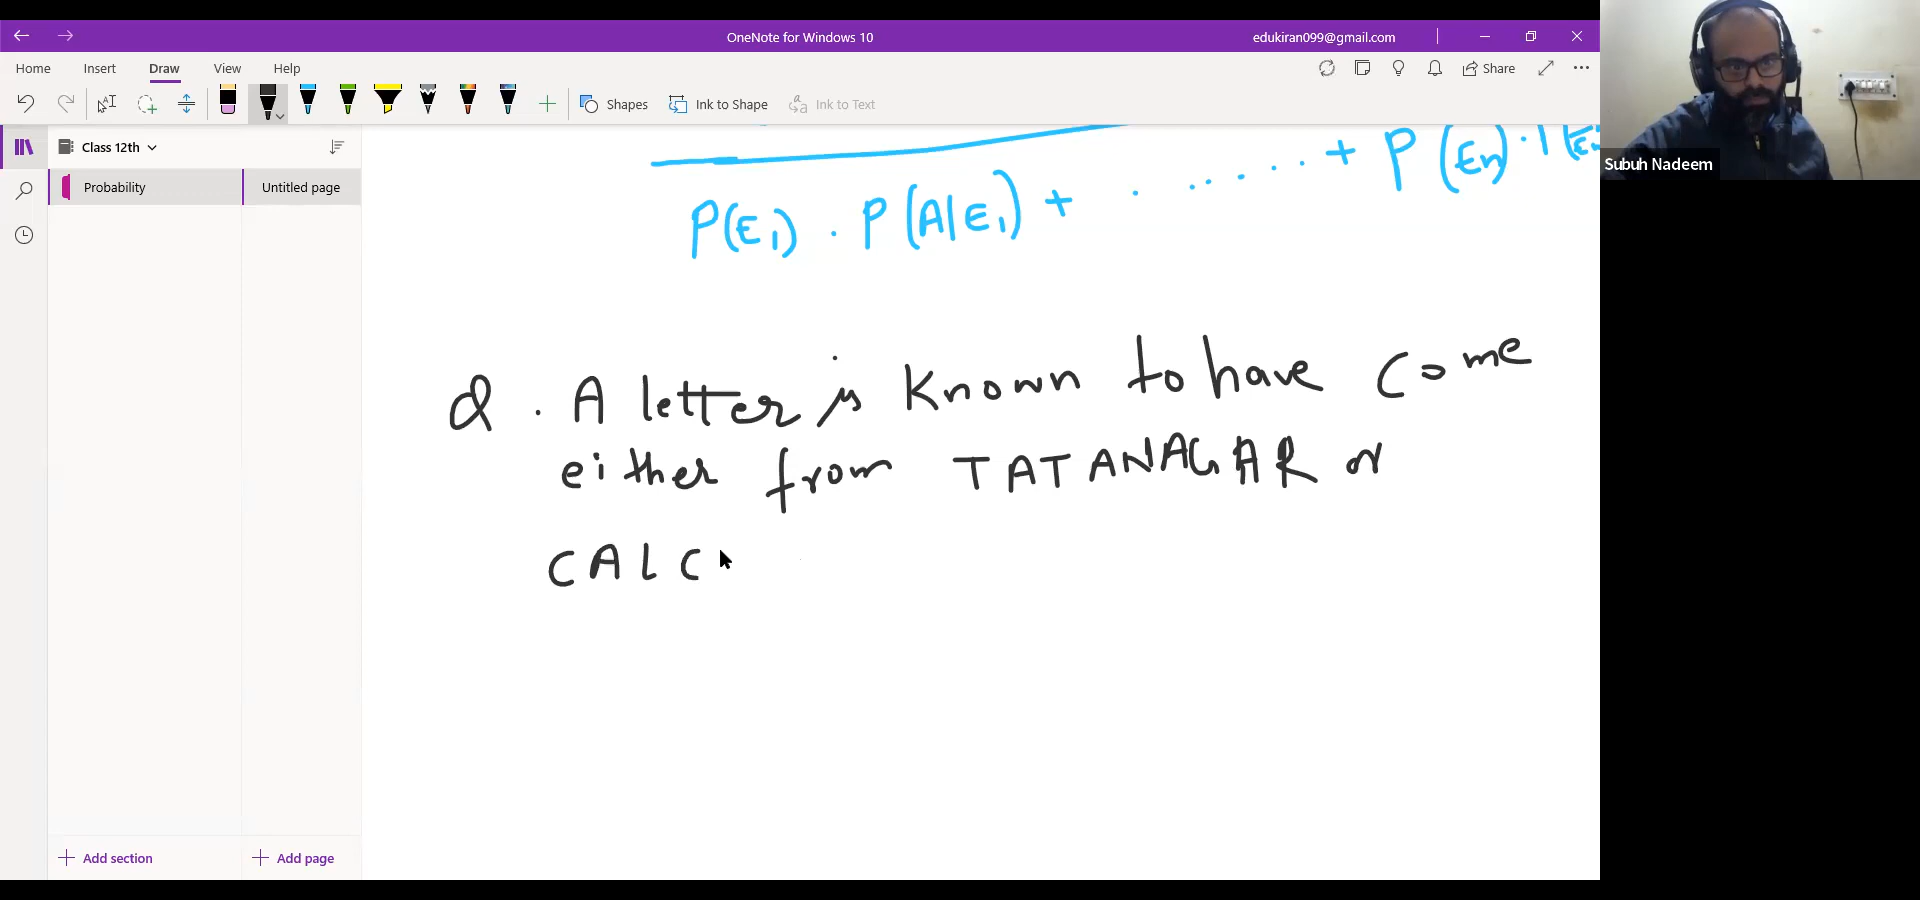 OneNote for Windows 10
edukiran099@gmail.com
Home Insert Draw View Help
Share
Shapes
Ink to Shape
Ink to Text
Class 12th
Probability
Untitled page
Subuh Nadeem
+ P(En) .
P(E1) . P(A|E1) + . ..... . .
Q. A letter is known to have come
either from TATANAGAR or
CALC
Add section
Add page